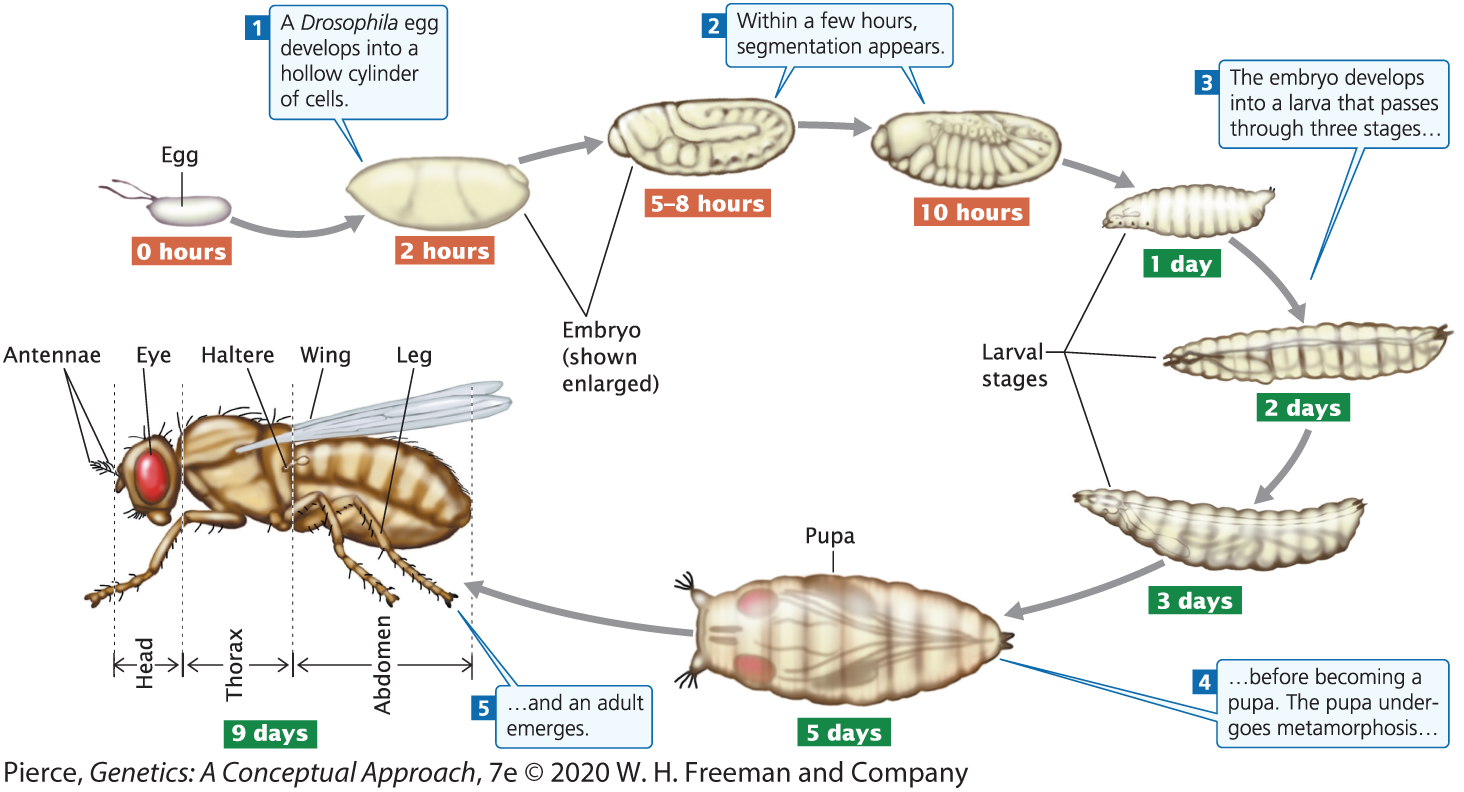 1
A Drosophila egg
develops into a
hollow cylinder
of cells.
2
Within a few hours,
segmentation appears.
3
The embryo develops
into a larva that passes
through three stages…
Egg
0 hours
2 hours
5–8 hours
10 hours
1 day
Embryo
(shown
enlarged)
Larval
stages
2 days
3 days
Antennae
Eye
Haltere
Wing
Leg
Head
Thorax
Abdomen
9 days
5
…and an adult
emerges.
Pupa
5 days
4
…before becoming a
pupa. The pupa under-
goes metamorphosis…
Pierce, Genetics: A Conceptual Approach, 7e © 2020 W. H. Freeman and Company